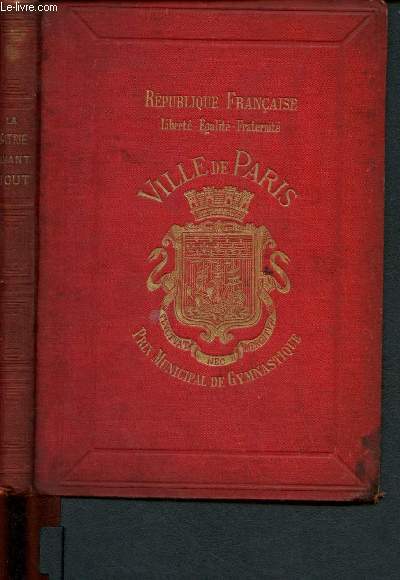 LE-LIVRE.COM
LA
PATRIE
AVANT
TOUT
RÉPUBLIQUE FRANÇAISE
Liberté Égalité-Fraternité
VILLE DE PARIS
FLUCTUAT NEC MERGITUR
PRIX MUNICIPAL DE GYMNASTIQUE